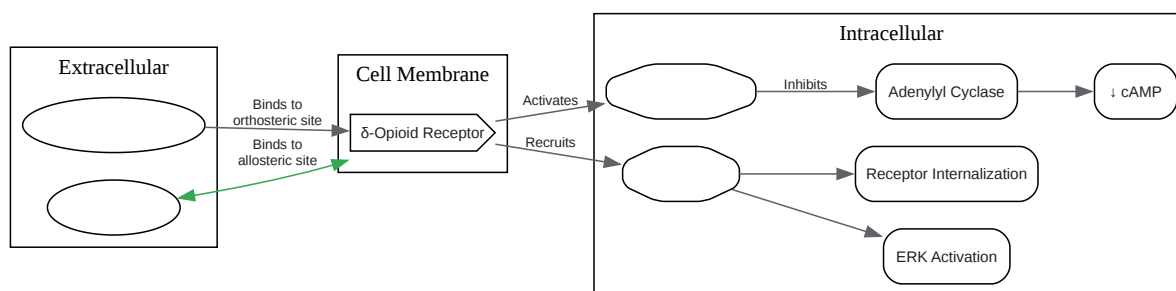 Extracellular
Binds to
orthosteric site
Binds to
allosteric site
Cell Membrane
δ-Opioid Receptor
Activates
Recruits
Intracellular
Inhibits
Adenylyl Cyclase
↓ cAMP
Receptor Internalization
ERK Activation